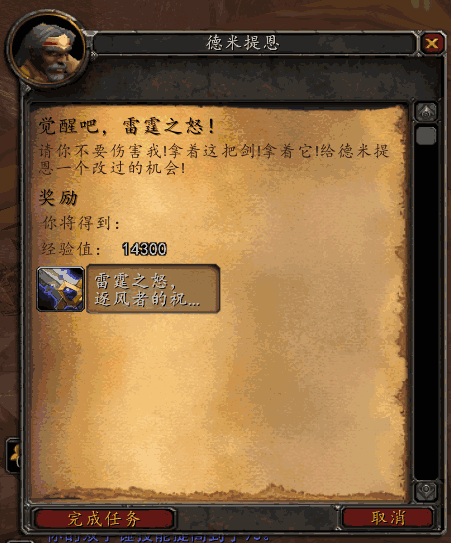 德米提恩
觉醒吧，雷霆之怒！
请你不要伤害我!拿着这把剑!拿着它!给德米提
恩一个改过的机会!
奖励
你将得到：
经验值： 14300
雷霆之怒，
逐风者的祝...
完成任务
取消